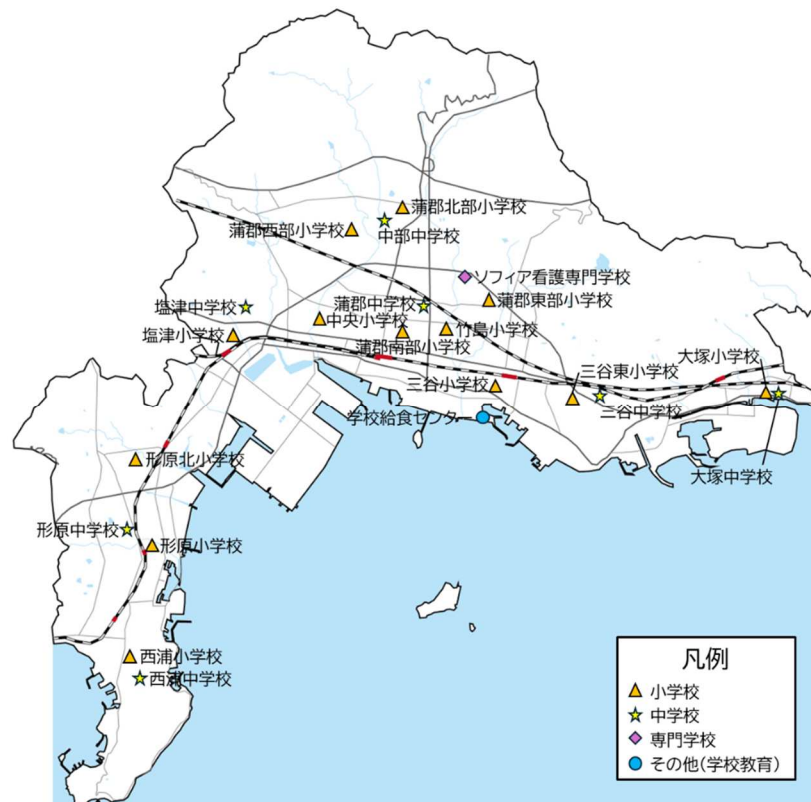 蒲郡北部小学校
蒲郡西部小学校
中部中学校
ソフィア看護専門学校
塩津中学校
蒲郡中学校
蒲郡東部小学校
中央小学校
竹島小学校
塩津小学校
蒲郡南部小学校
大塚小学校
三谷東小学校
三谷小学校
三谷中学校
学校給食センター
大塚中学校
形原北小学校
形原中学校
形原小学校
西浦小学校
西浦中学校
凡例
小学校
中学校
専門学校
その他(学校教育)